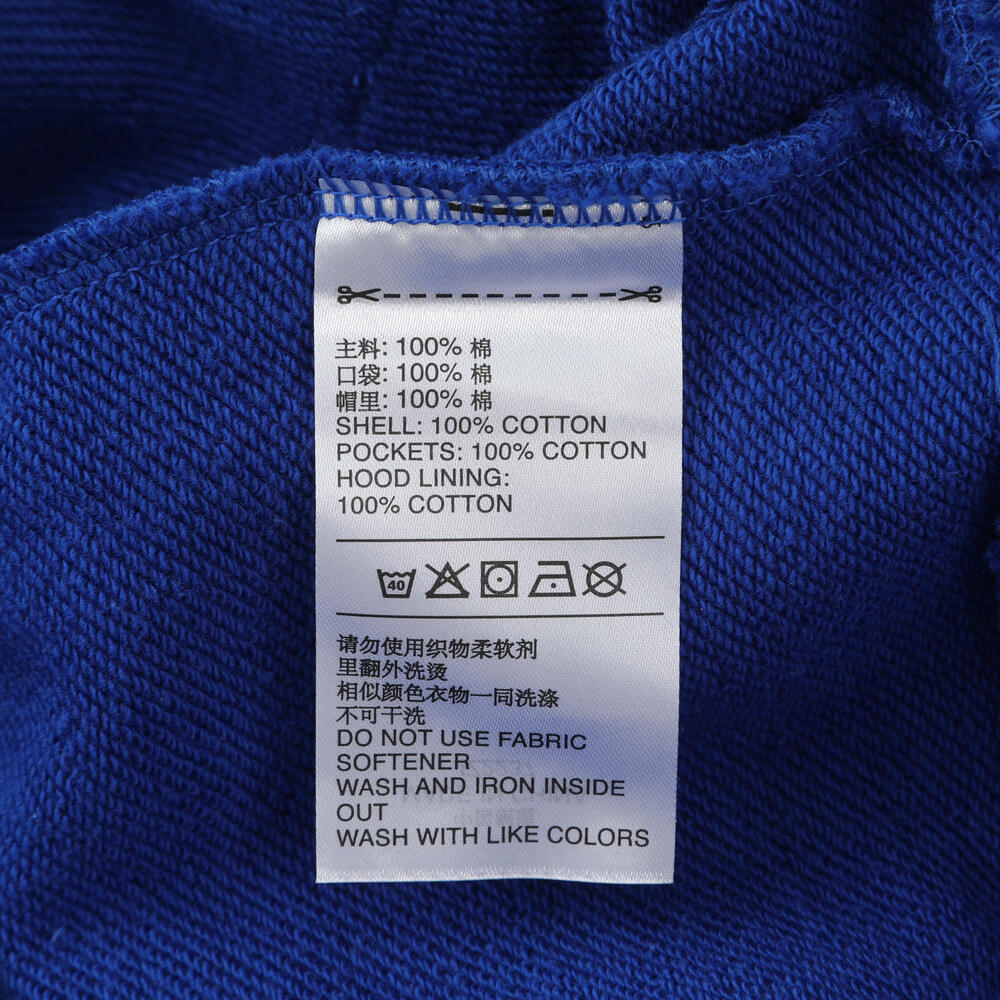 主料: 100% 棉
口袋: 100% 棉
帽里: 100% 棉
SHELL: 100% COTTON
POCKETS: 100% COTTON
HOOD LINING:
100% COTTON
40
请勿使用织物柔软剂
里翻外洗烫
相似颜色衣物一同洗涤
不可干洗
DO NOT USE FABRIC
SOFTENER
WASH AND IRON INSIDE
OUT
WASH WITH LIKE COLORS